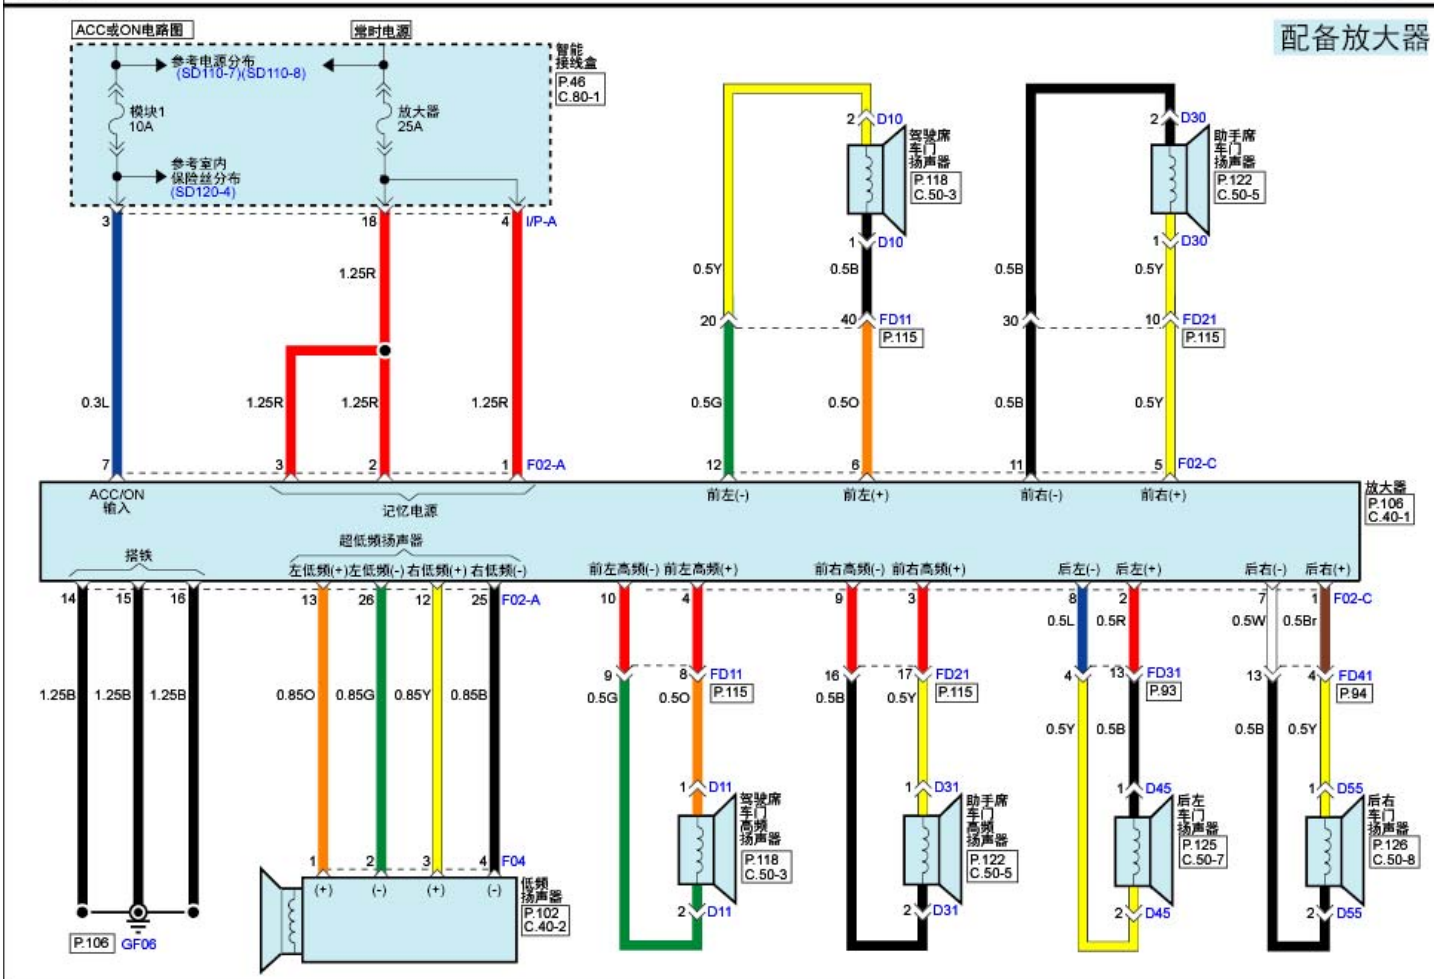 ACC或ON电路图
常时电源
配备放大器
智能
接线盒
P.46
C.80-1
参考电源分布
(SD110-7)(SD110-8)
模块1
10A
放大器
25A
参考室内
保险丝分布
(SD120-4)
3
18
4
I/P-A
1.25R
0.3L
1.25R
1.25R
1.25R
7
3
2
1
F02-A
2
D10
驾驶席
车门
扬声器
P.118
C.50-3
1
D10
0.5Y
0.5B
20
40
FD11
P.115
0.5G
0.5O
12
6
2
D30
助手席
车门
扬声器
P.122
C.50-5
1
D30
0.5B
0.5Y
30
10
FD21
P.115
0.5B
0.5Y
11
5
F02-C
ACC/ON
输入
记忆电源
前左(-)
前左(+)
前右(-)
前右(+)
放大器
P.106
C.40-1
搭铁
超低频扬声器
左低频(+)
左低频(-)
右低频(+)
右低频(-)
前左高频(-)
前左高频(+)
前右高频(-)
前右高频(+)
后左(-)
后左(+)
后右(-)
后右(+)
14
15
16
13
26
12
25
F02-A
10
4
9
3
8
2
7
1
F02-C
0.5L
0.5R
0.5W
0.5Br
9
8
FD11
P.115
16
17
FD21
P.115
4
13
FD31
P.93
13
4
FD41
P.94
1.25B
1.25B
1.25B
0.85O
0.85G
0.85Y
0.85B
0.5G
0.5O
0.5B
0.5Y
0.5Y
0.5B
0.5B
0.5Y
1
D11
驾驶席
车门
高频
扬声器
P.118
C.50-3
2
D11
1
D31
助手席
车门
高频
扬声器
P.122
C.50-5
2
D31
1
D45
后左
车门
扬声器
P.125
C.50-7
2
D45
1
D55
后右
车门
扬声器
P.126
C.50-8
2
D55
1
2
3
4
F04
(+)
(-)
(+)
(-)
低频
扬声器
P.102
C.40-2
P.106
GF06